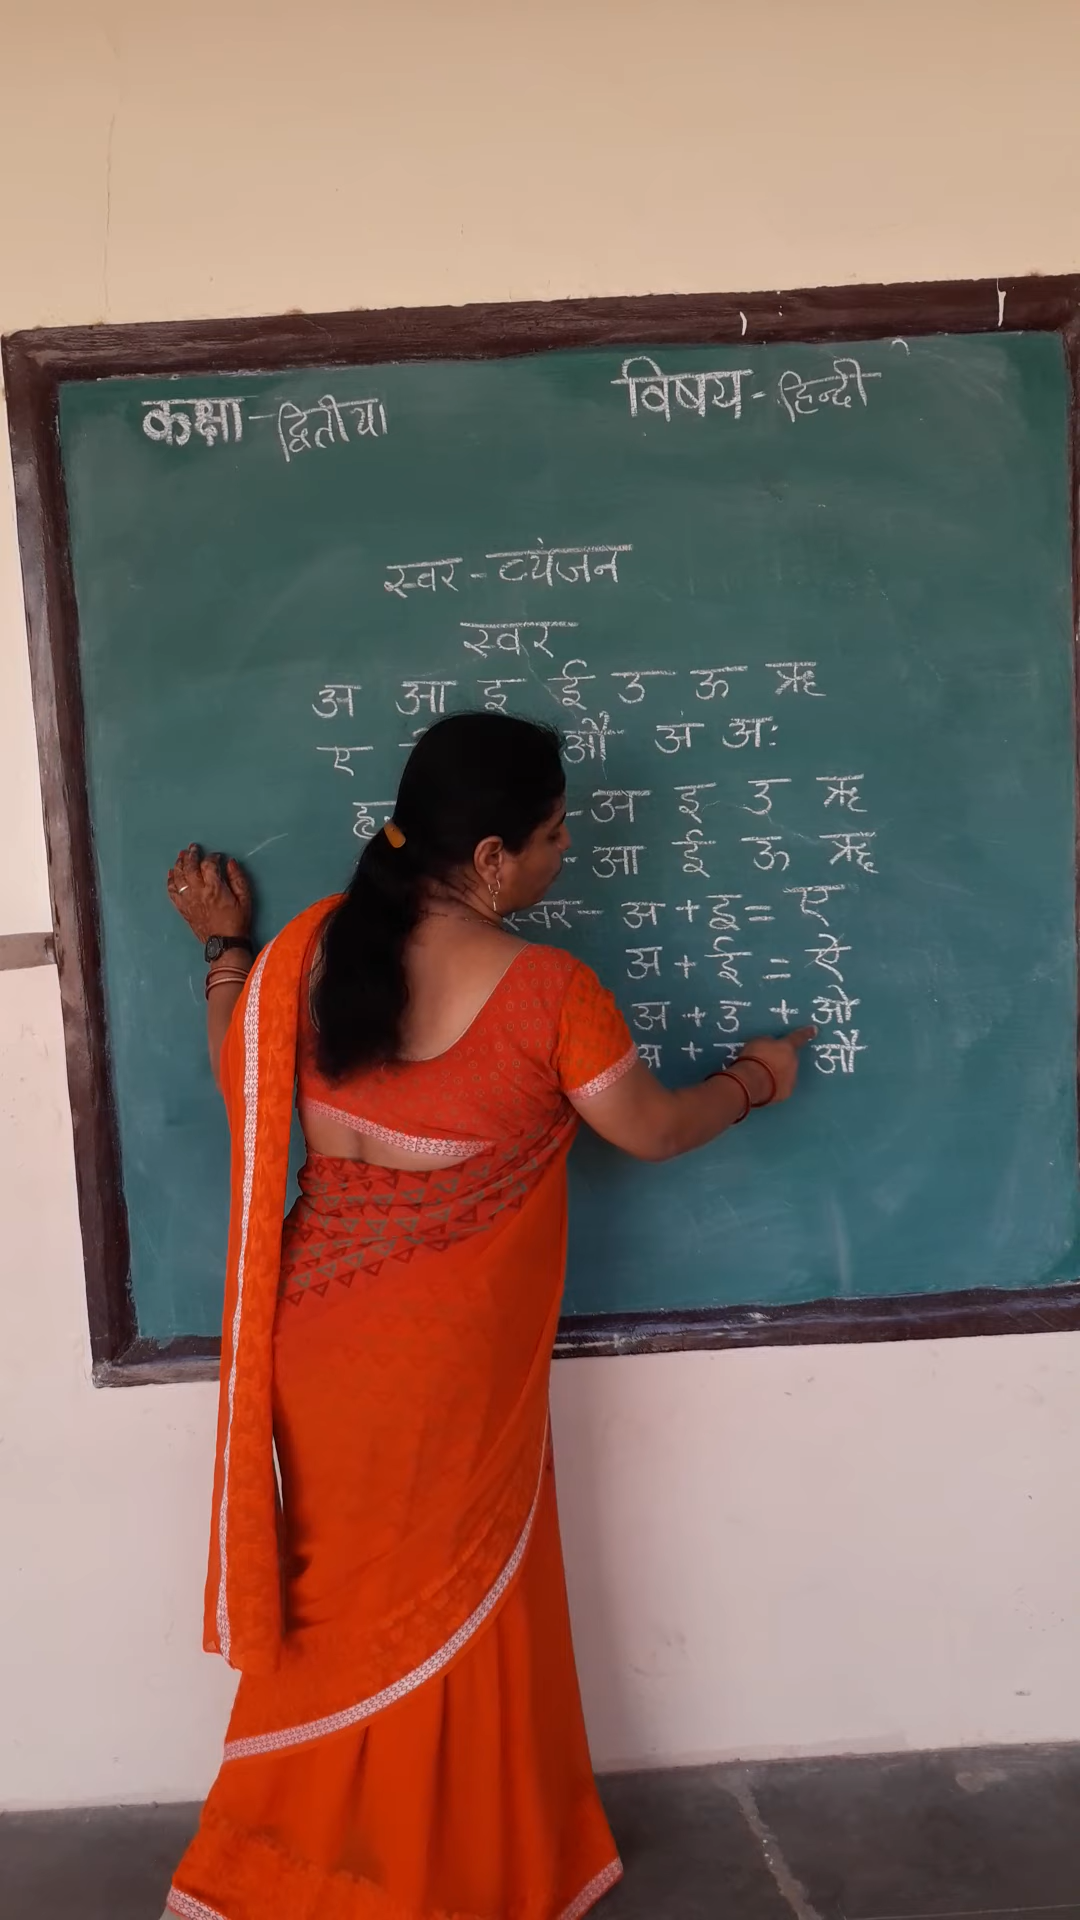 कक्षा - द्वितीया
विषय - हिन्दी
स्वर - व्यंजन
स्वर
अ आ इ ई उ ऊ ऋ
ए औ अं अः
- अ इ उ ऋ
- आ ई ऊ ॠ
स्वर - अ + इ = ए
अ + ई = ऐ
अ + उ + ओ
अ + औ